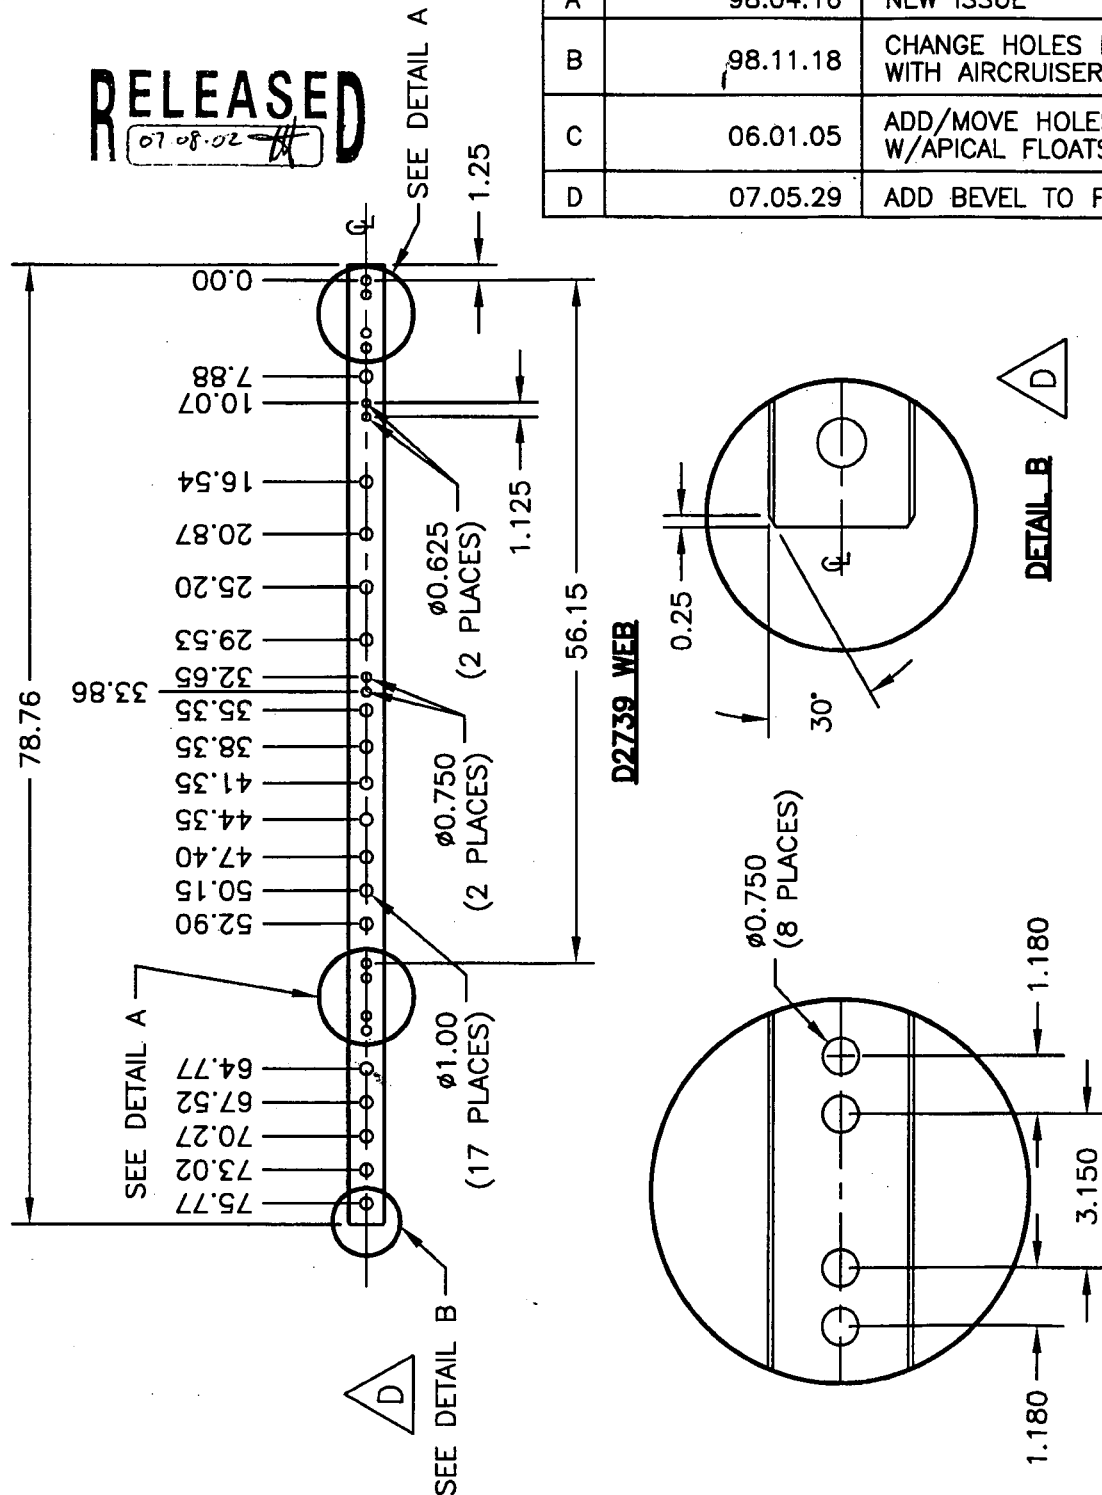 RELEASED
07.08.02
A 98.04.16 NEW ISSUE
B 98.11.18 CHANGE HOLES
WITH AIRCRUISER
C 06.01.05 ADD/MOVE HOLES
W/APICAL FLOATS
D 07.05.29 ADD BEVEL TO
SEE DETAIL A
1.25
℄
78.76
0.00
7.88
10.07
16.54
20.87
25.20
29.53
32.65
33.86
35.35
38.35
41.35
44.35
47.40
50.15
52.90
64.77
67.52
70.27
73.02
75.77
1.125
ø0.625
(2 PLACES)
ø0.750
(2 PLACES)
56.15
ø1.00
(17 PLACES)
SEE DETAIL A
D
SEE DETAIL B
D2739 WEB
0.25
30°
℄
DETAIL B
D
ø0.750
(8 PLACES)
1.180
3.150
1.180